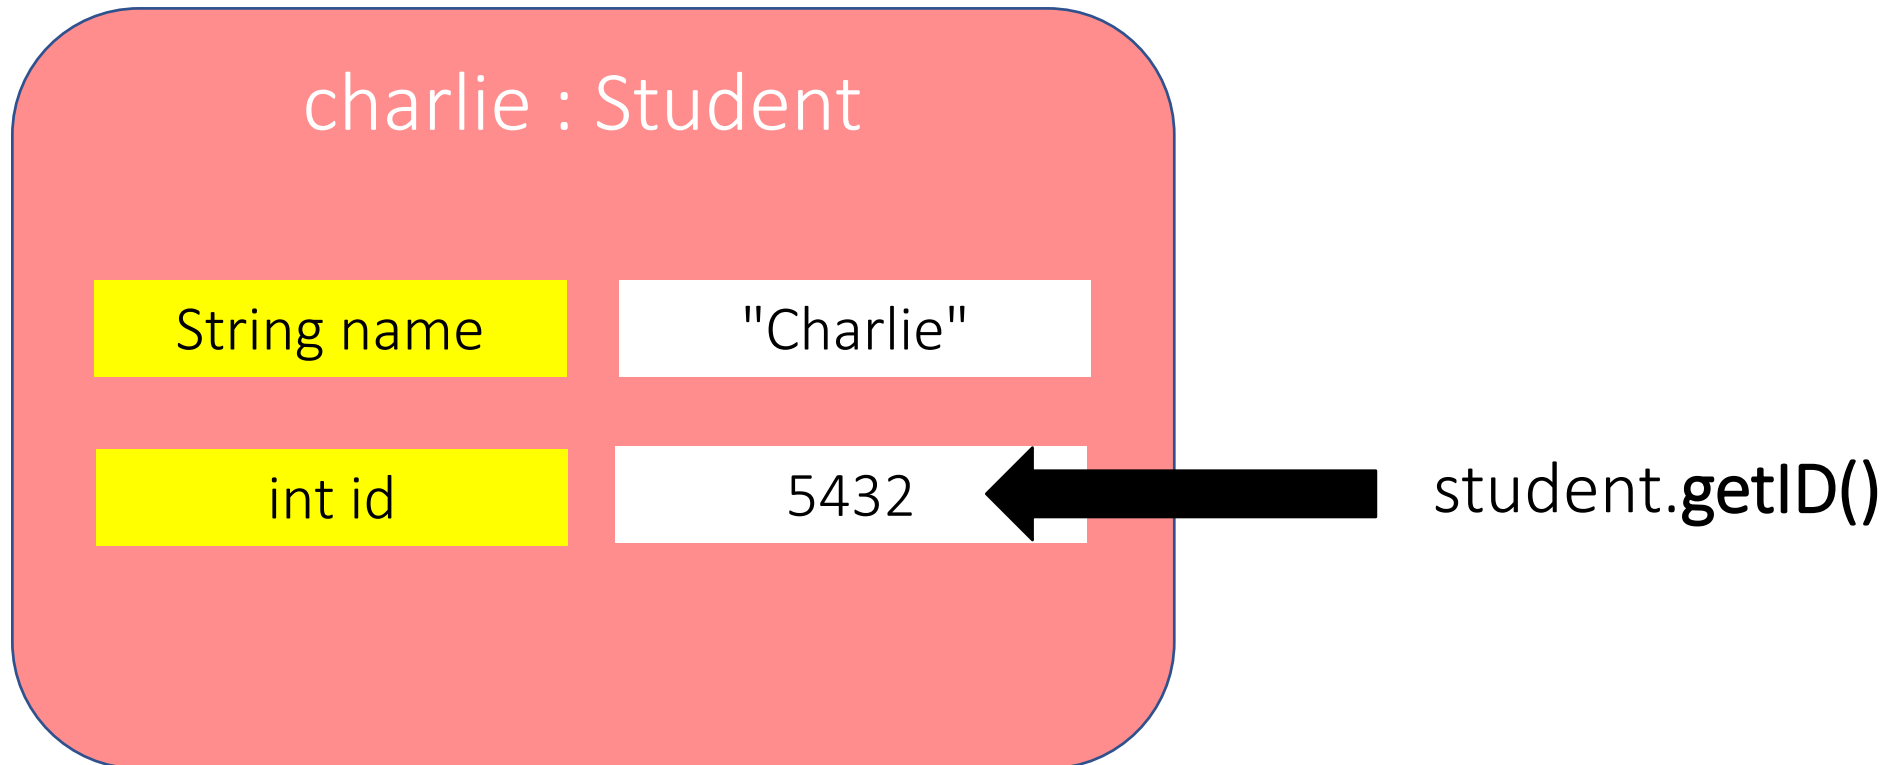 charlie : Student
String name
"Charlie"
int id
5432
student.getID()